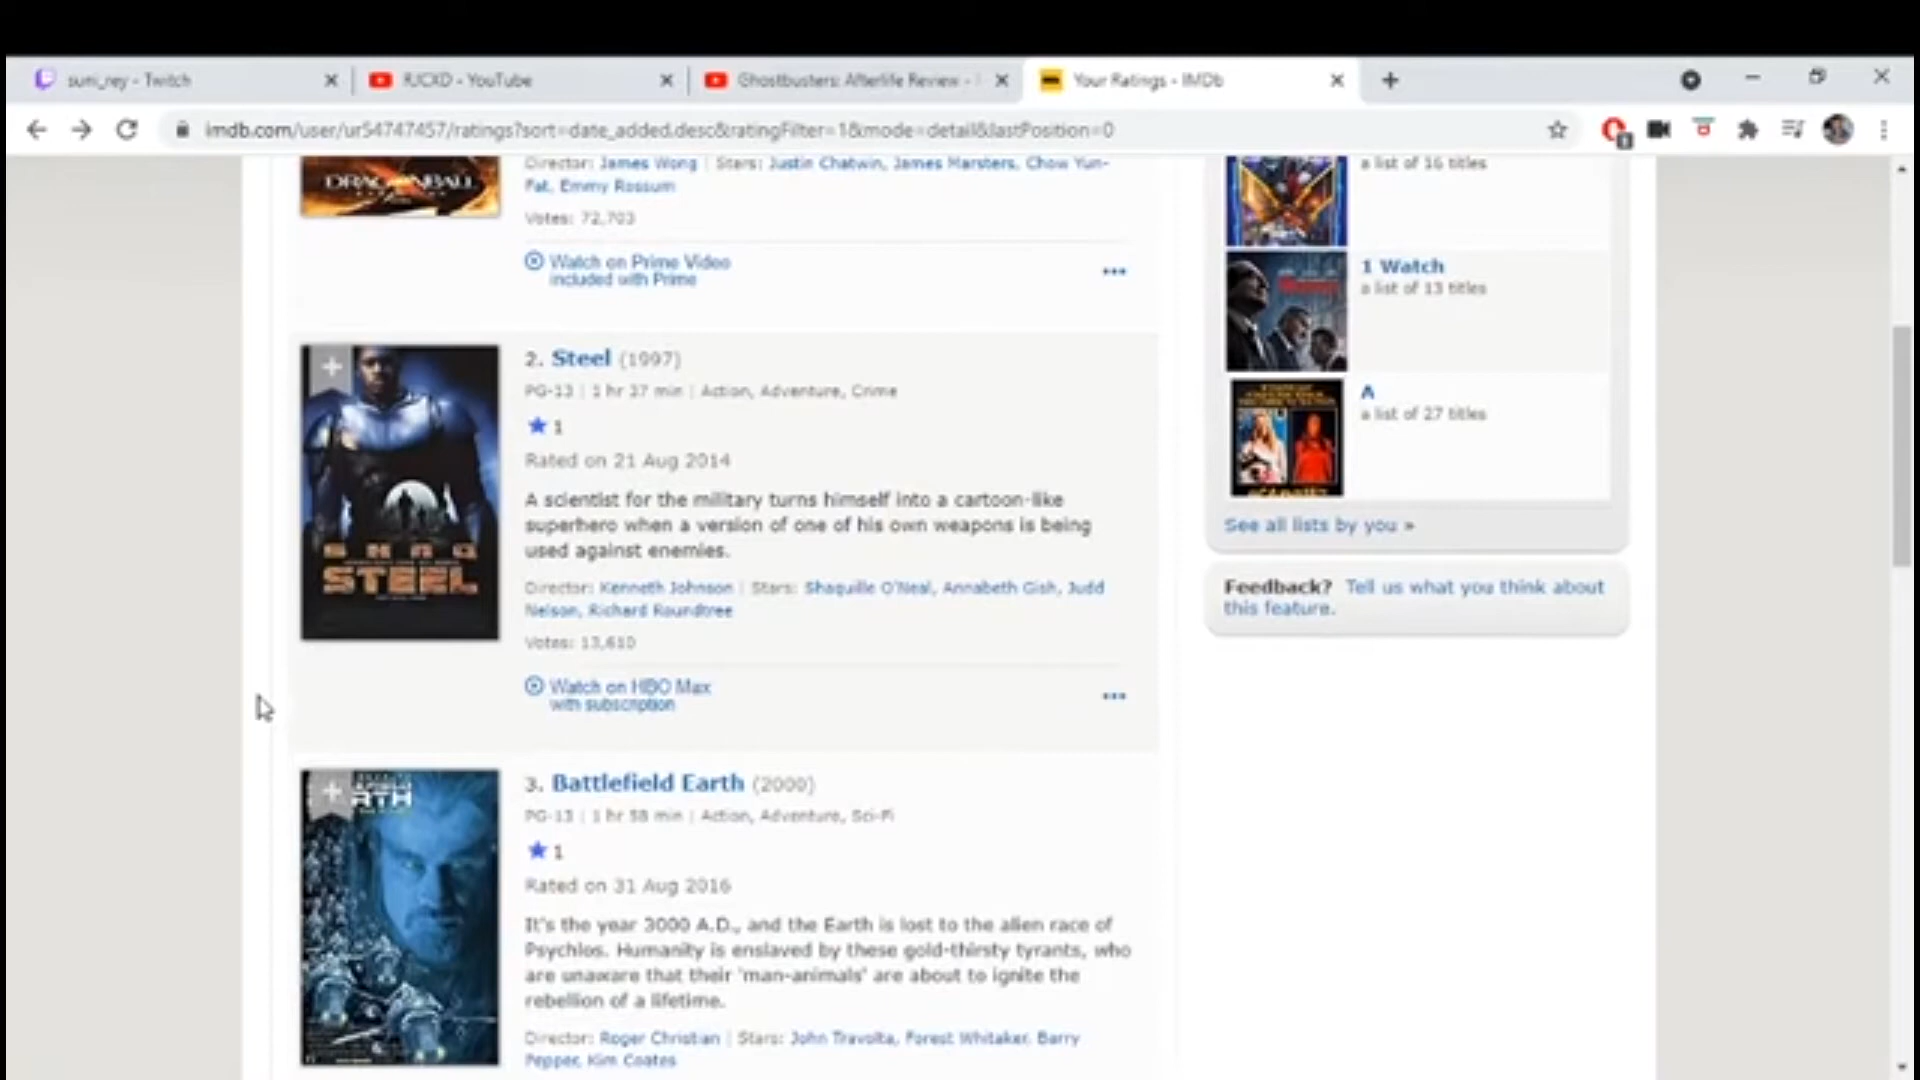 suni_rey - Twitch
RJCXD - YouTube
Ghostbusters: Afterlife Review -
Your Ratings - IMDb
imdb.com/user/ur54747457/ratings?sort=date_added,desc&ratingFilter=1&mode=detail&lastPosition=0
DRAGONBALL
Director: James Wong | Stars: Justin Chatwin, James Marsters, Chow Yun-
Fat, Emmy Rossum
Votes: 72,703
Watch on Prime Video
included with Prime
2. Steel (1997)
PG-13 | 1 hr 37 min | Action, Adventure, Crime
1
Rated on 21 Aug 2014
A scientist for the military turns himself into a cartoon-like
superhero when a version of one of his own weapons is being
used against enemies.
Director: Kenneth Johnson | Stars: Shaquille O'Neal, Annabeth Gish, Judd
Nelson, Richard Roundtree
Votes: 13,610
Watch on HBO Max
with subscription
SHAQ
STEEL
3. Battlefield Earth (2000)
PG-13 | 1 hr 58 min | Action, Adventure, Sci-Fi
1
Rated on 31 Aug 2016
It's the year 3000 A.D., and the Earth is lost to the alien race of
Psychlos. Humanity is enslaved by these gold-thirsty tyrants, who
are unaware that their 'man-animals' are about to ignite the
rebellion of a lifetime.
Director: Roger Christian | Stars: John Travolta, Forest Whitaker, Barry
Pepper, Kim Coates
RTH
a list of 16 titles
1 Watch
a list of 13 titles
A
a list of 27 titles
See all lists by you »
Feedback? Tell us what you think about
this feature.